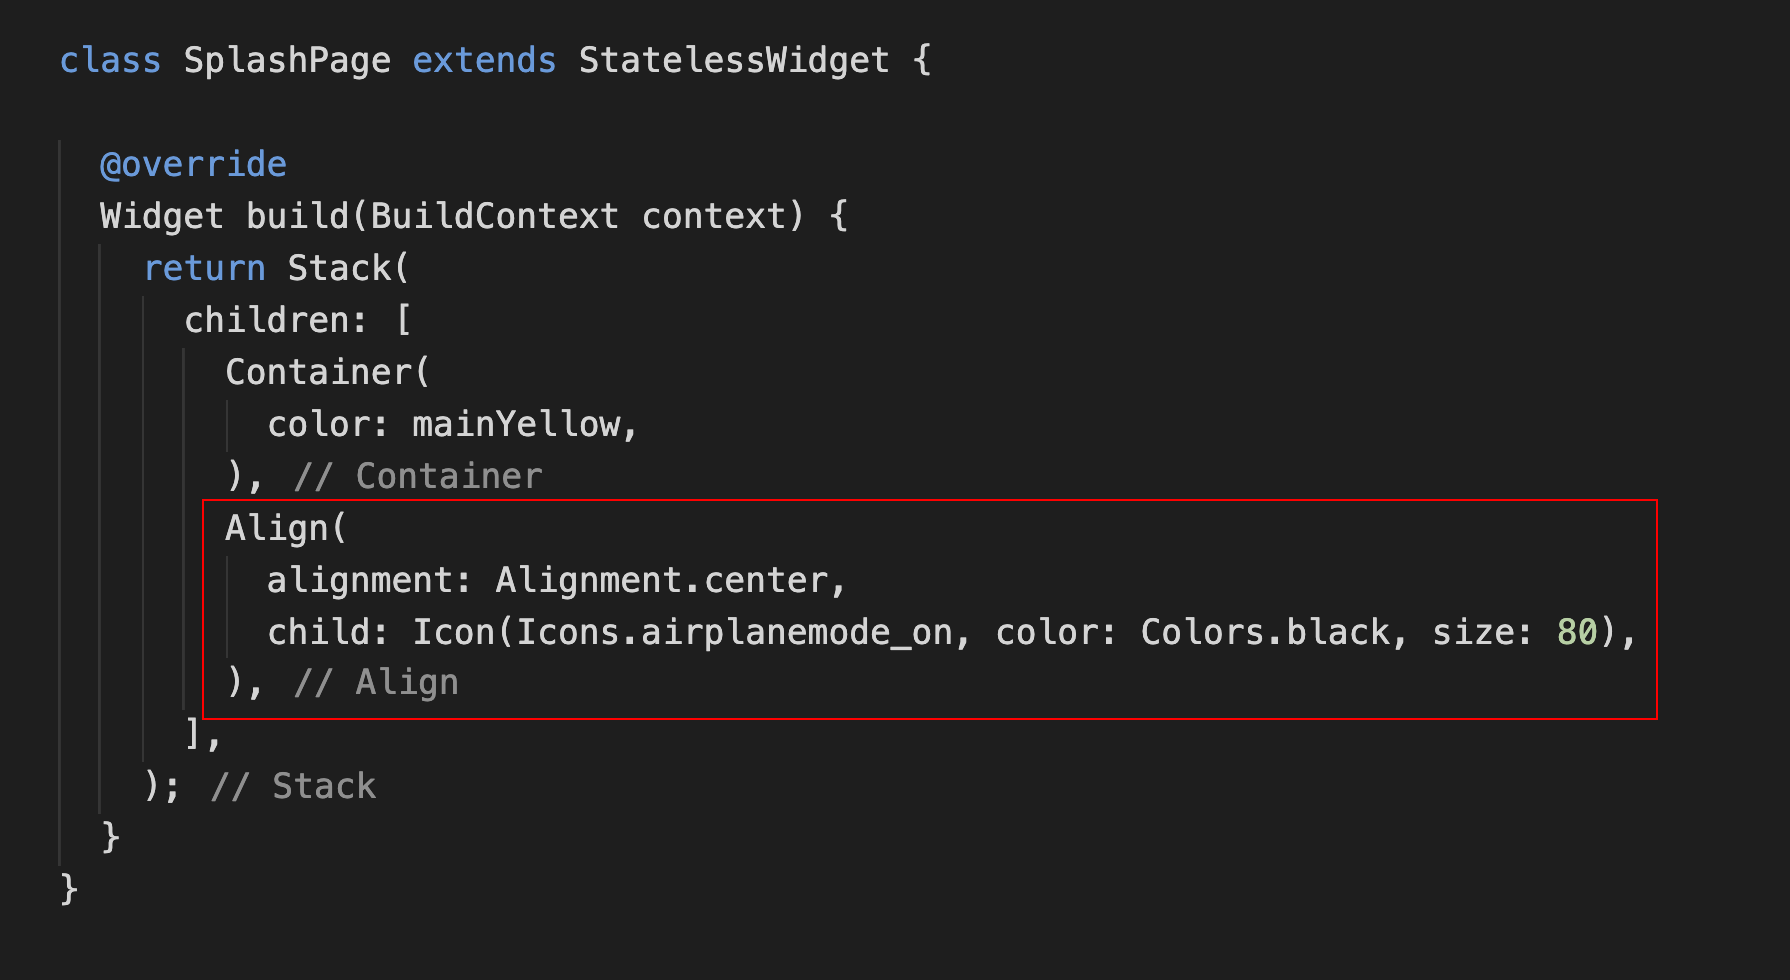 class SplashPage extends StatelessWidget {
@override
Widget build(BuildContext context) {
return Stack(
children: [
Container(
color: mainYellow,
), // Container
Align(
alignment: Alignment.center,
child: Icon(Icons.airplanemode_on, color: Colors.black, size: 80),
), // Align
],
); // Stack
}
}